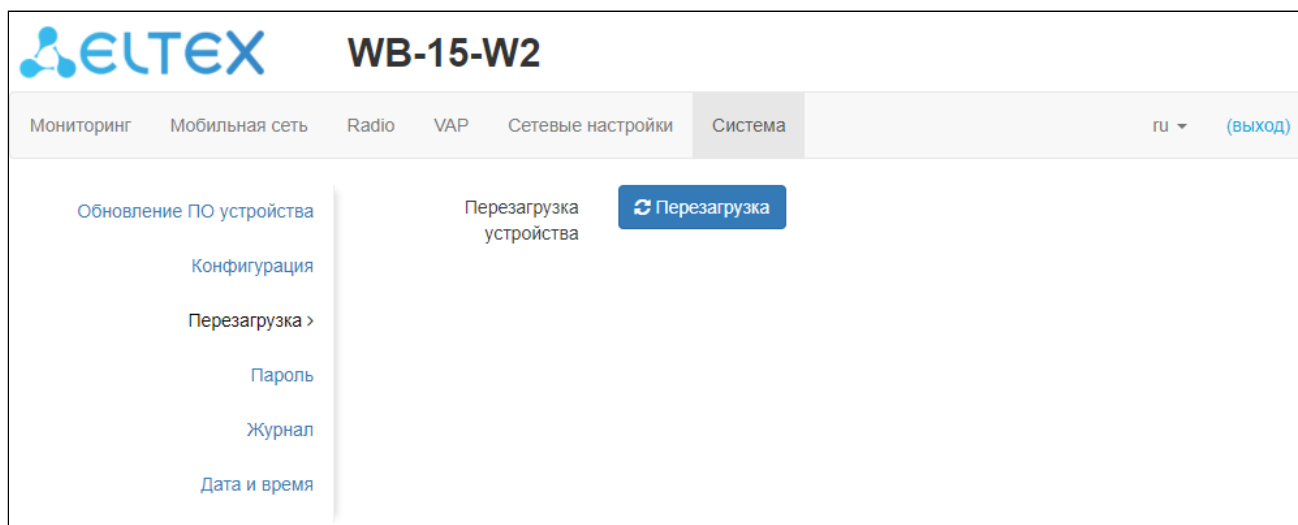 ELTEX WB-15-W2
Мониторинг Мобильная сеть Radio VAP Сетевые настройки Система ru (выход)
Обновление ПО устройства
Конфигурация
Перезагрузка >
Пароль
Журнал
Дата и время
Перезагрузка
устройства
Перезагрузка